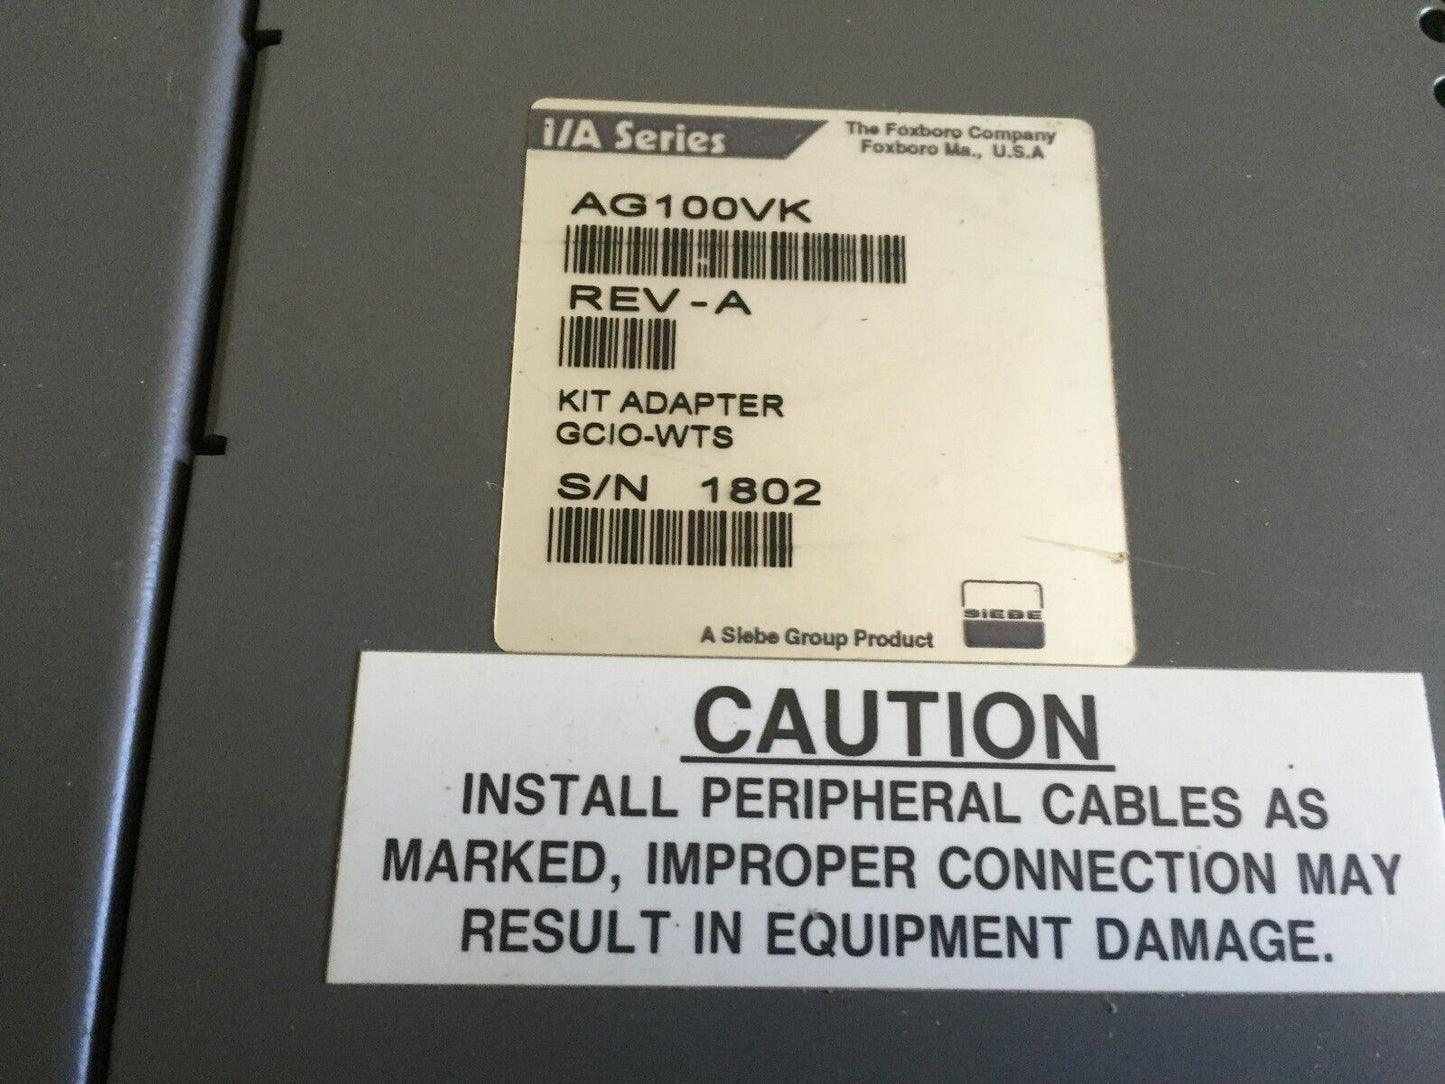 i/A Series
The Foxboro Company
Foxboro Ma., U.S.A
AG100VK
REV-A
KIT ADAPTER
GCIO-WTS
S/N 1802
SIEBE
A Siebe Group Product
CAUTION
INSTALL PERIPHERAL CABLES AS
MARKED, IMPROPER CONNECTION MAY
RESULT IN EQUIPMENT DAMAGE.